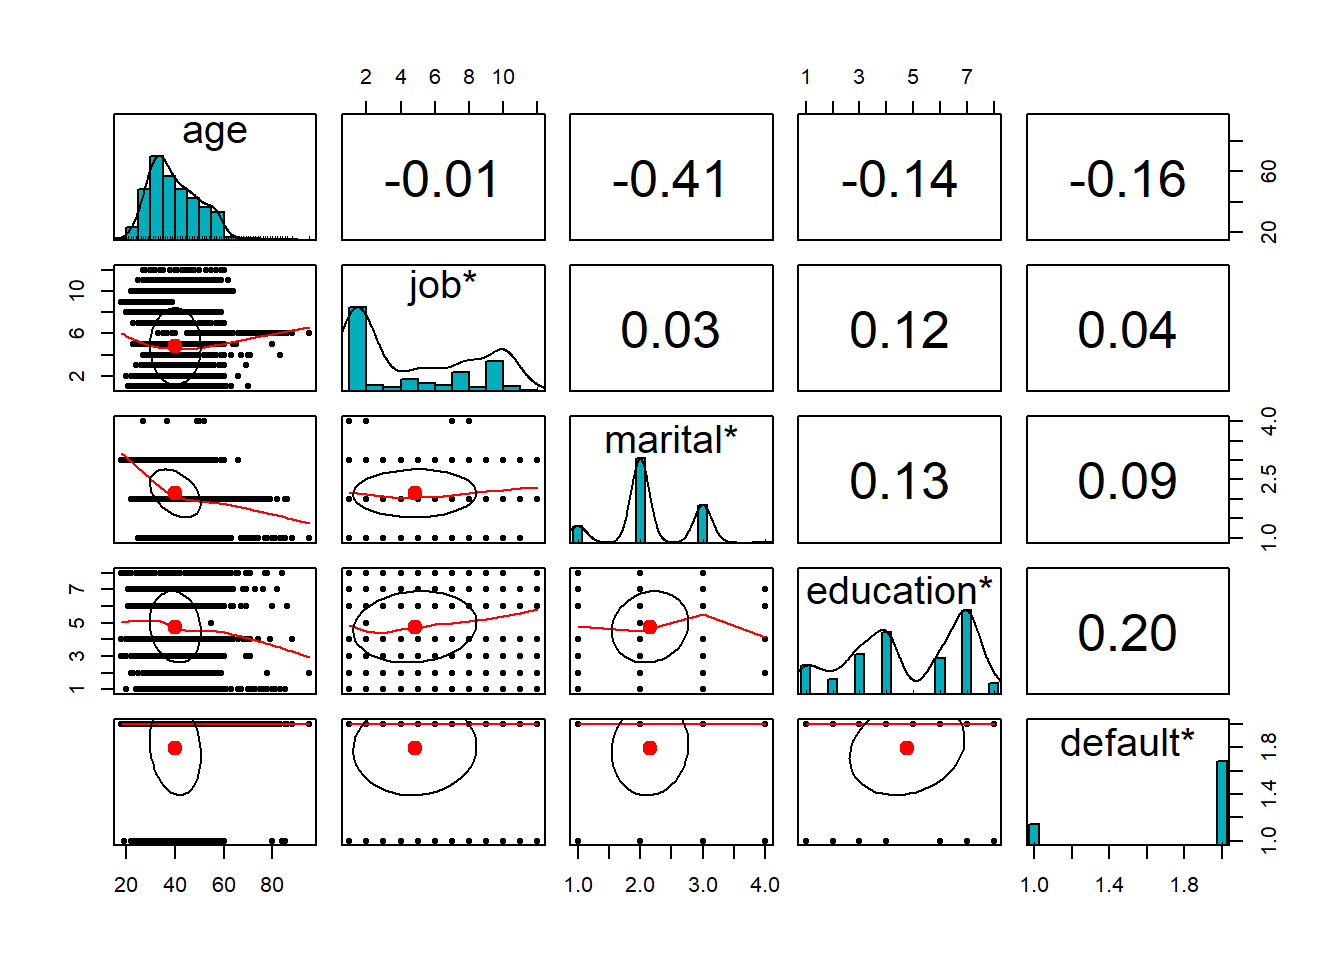 2 4 6 8 10 1 3 5 7
age -0.01 -0.41 -0.14 -0.16 20 60
2 6 10 job* 0.03 0.12 0.04
marital* 0.13 0.09 1.0 2.5 4.0
1 3 5 7 education* 0.20
default* 1.0 1.4 1.8
20 40 60 80 1.0 2.0 3.0 4.0 1.0 1.4 1.8